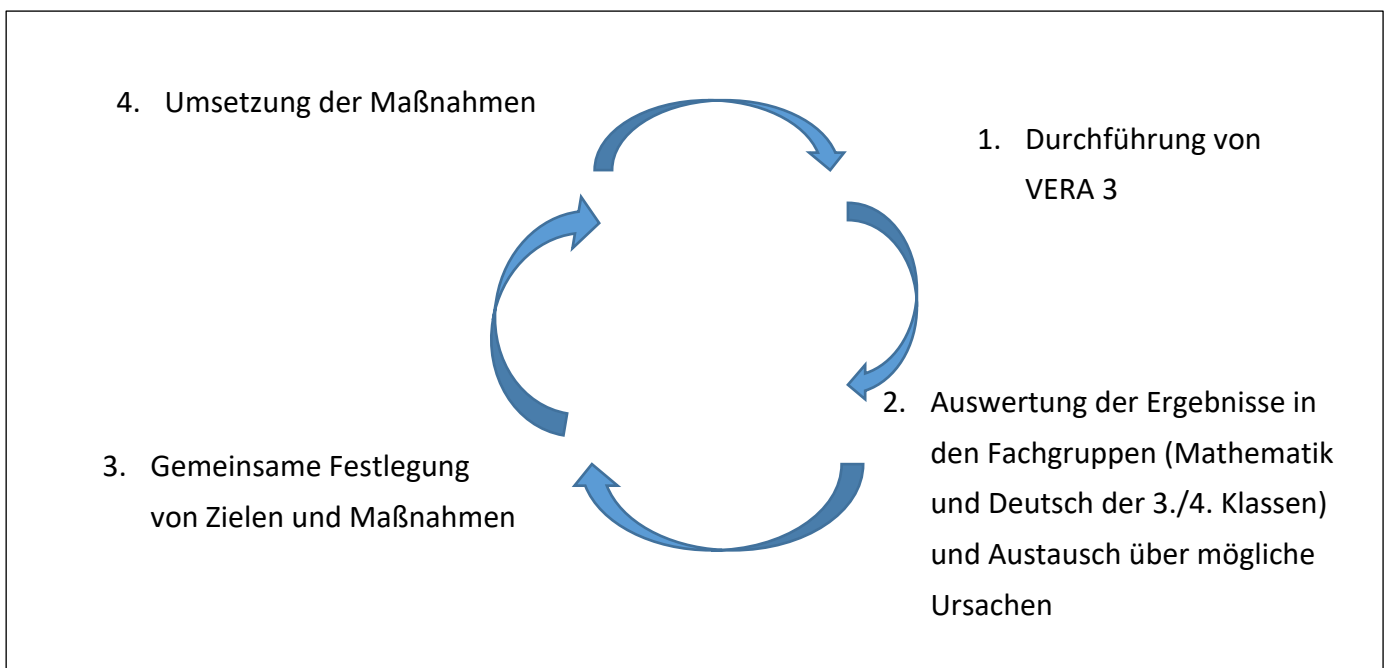 4. Umsetzung der Maßnahmen
1. Durchführung von
VERA 3
2. Auswertung der Ergebnisse in
den Fachgruppen (Mathematik
und Deutsch der 3./4. Klassen)
und Austausch über mögliche
Ursachen
3. Gemeinsame Festlegung
von Zielen und Maßnahmen